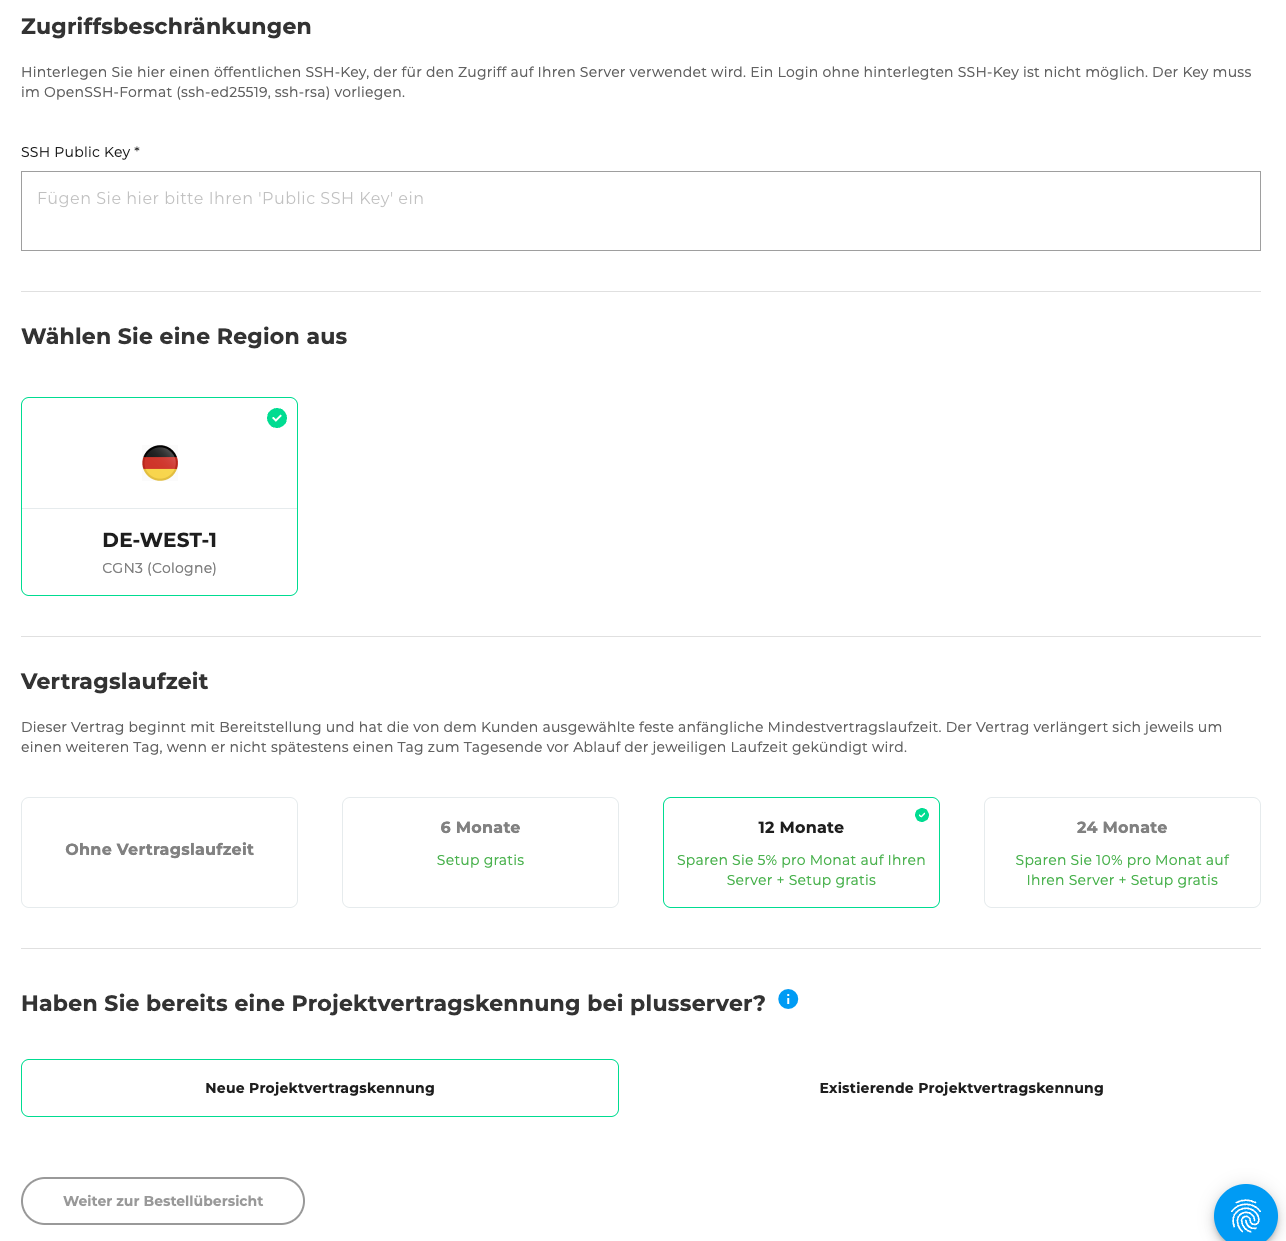 Zugriffsbeschränkungen
Hinterlegen Sie hier einen öffentlichen SSH-Key, der für den Zugriff auf Ihren Server verwendet wird. Ein Login ohne hinterlegten SSH-Key ist nicht möglich. Der Key muss
im OpenSSH-Format (ssh-ed25519, ssh-rsa) vorliegen.
SSH Public Key *
Fügen Sie hier bitte Ihren 'Public SSH Key' ein
Wählen Sie eine Region aus
DE-WEST-1
CGN3 (Cologne)
Vertragslaufzeit
Dieser Vertrag beginnt mit Bereitstellung und hat die von dem Kunden ausgewählte feste anfängliche Mindestvertragslaufzeit. Der Vertrag verlängert sich jeweils um
einen weiteren Tag, wenn er nicht spätestens einen Tag zum Tagesende vor Ablauf der jeweiligen Laufzeit gekündigt wird.
Ohne Vertragslaufzeit
6 Monate
Setup gratis
12 Monate
Sparen Sie 5% pro Monat auf Ihren
Server + Setup gratis
24 Monate
Sparen Sie 10% pro Monat auf
Ihren Server + Setup gratis
Haben Sie bereits eine Projektvertragskennung bei plusserver?
Neue Projektvertragskennung
Existierende Projektvertragskennung
Weiter zur Bestellübersicht